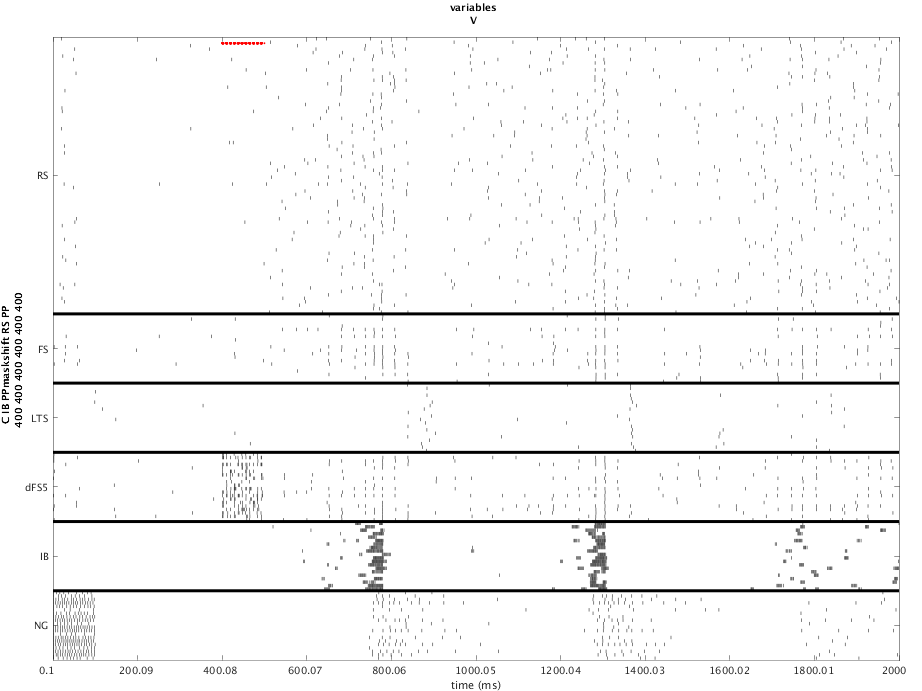 variables
V
C IB PPmaskshift RS PP
400 400 400 400 400 400
RS
FS
LTS
dFS5
IB
NG
0.1 200.09 400.08 600.07 800.06 1000.05 1200.04 1400.03 1600.02 1800.01 2000
time (ms)